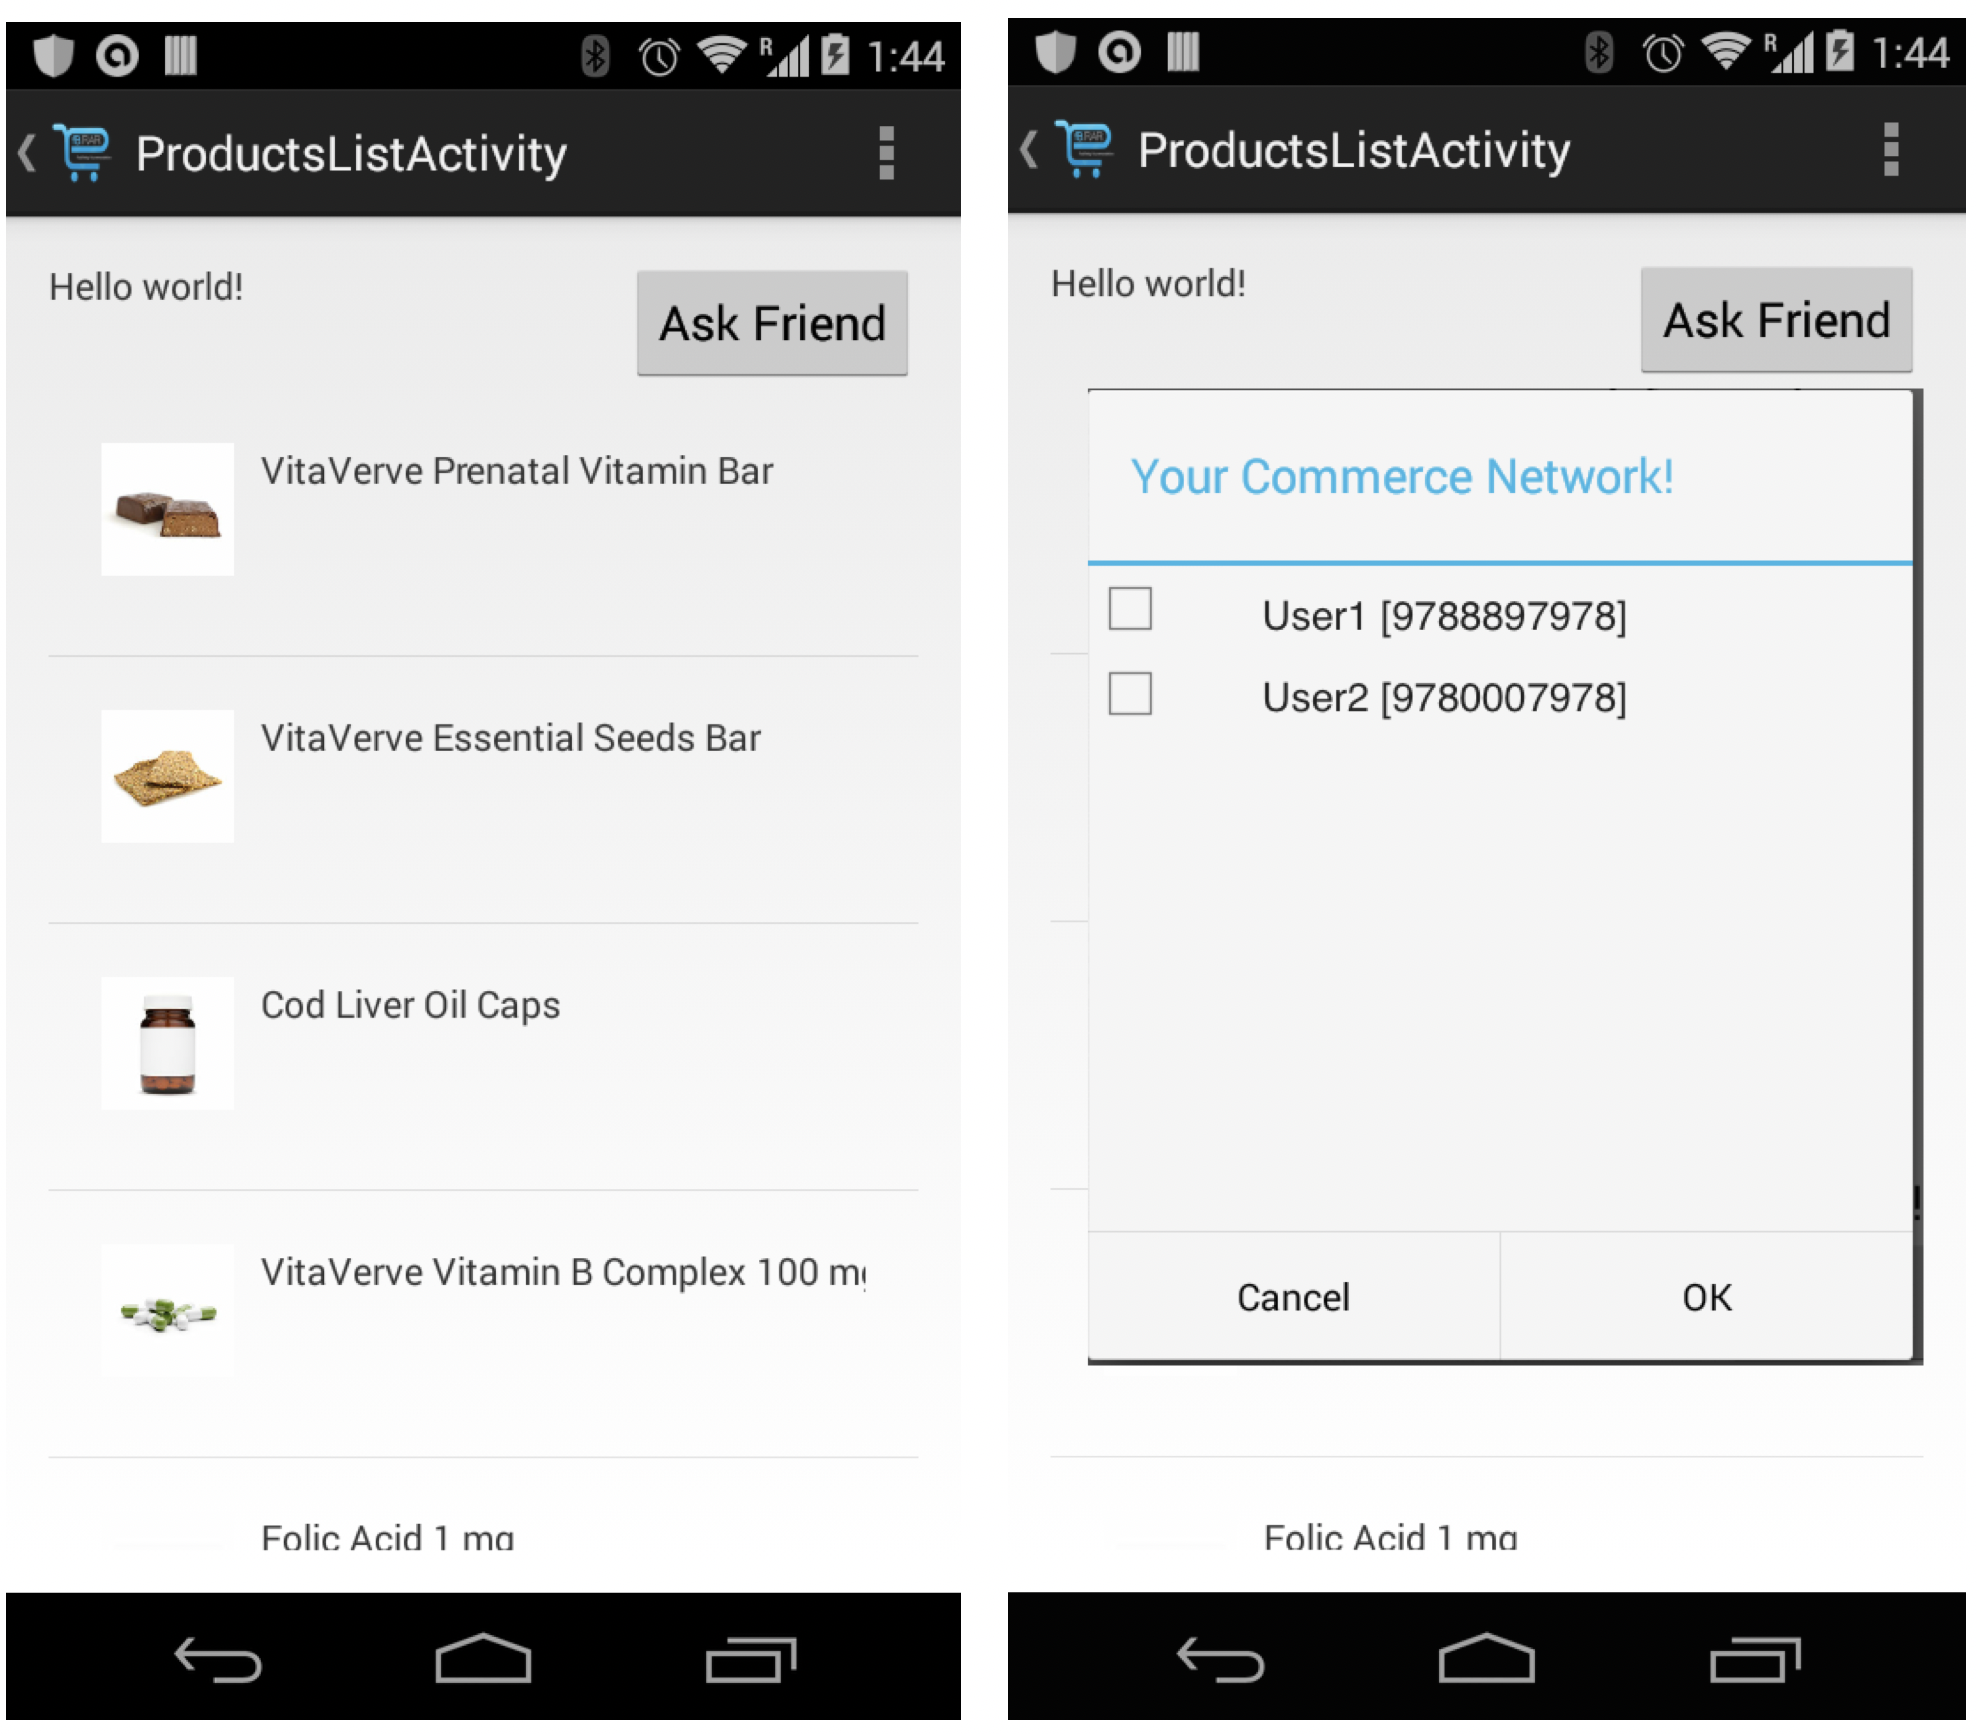 R 1:44
ProductsListActivity
Hello world!
Ask Friend
VitaVerve Prenatal Vitamin Bar
VitaVerve Essential Seeds Bar
Cod Liver Oil Caps
VitaVerve Vitamin B Complex 100 mg
Folic Acid 1 mg
R 1:44
ProductsListActivity
Hello world!
Ask Friend
Your Commerce Network!
User1 [9788897978]
User2 [9780007978]
Cancel
OK
Folic Acid 1 mg